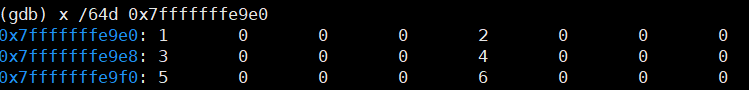 (gdb) x /64d 0x7fffffffe9e0
0x7fffffffe9e0: 1 0 0 0 2 0 0 0
0x7fffffffe9e8: 3 0 0 0 4 0 0 0
0x7fffffffe9f0: 5 0 0 0 6 0 0 0